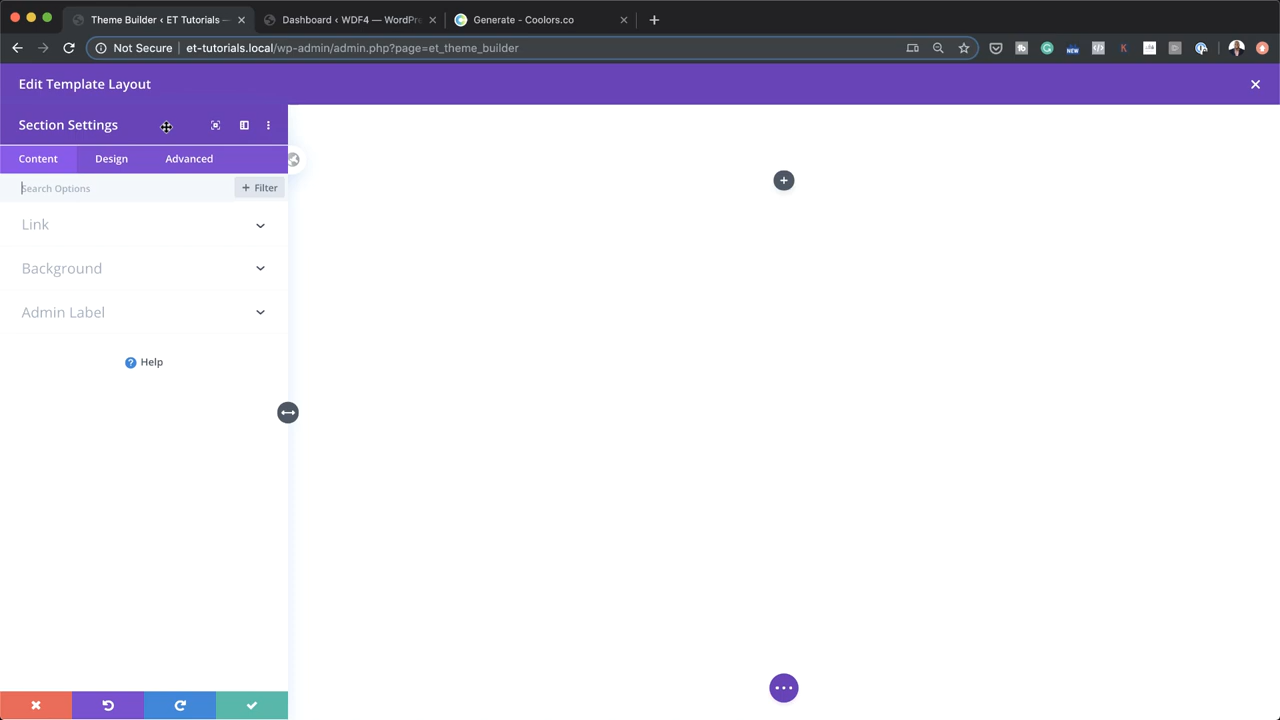 Theme Builder ‹ ET Tutorials —
Dashboard ‹ WDF4 — WordPre
Generate - Coolors.co
Not Secure
et-tutorials.local/wp-admin/admin.php?page=et_theme_builder
Edit Template Layout
Section Settings
Content
Design
Advanced
Search Options
+ Filter
Link
Background
Admin Label
Help